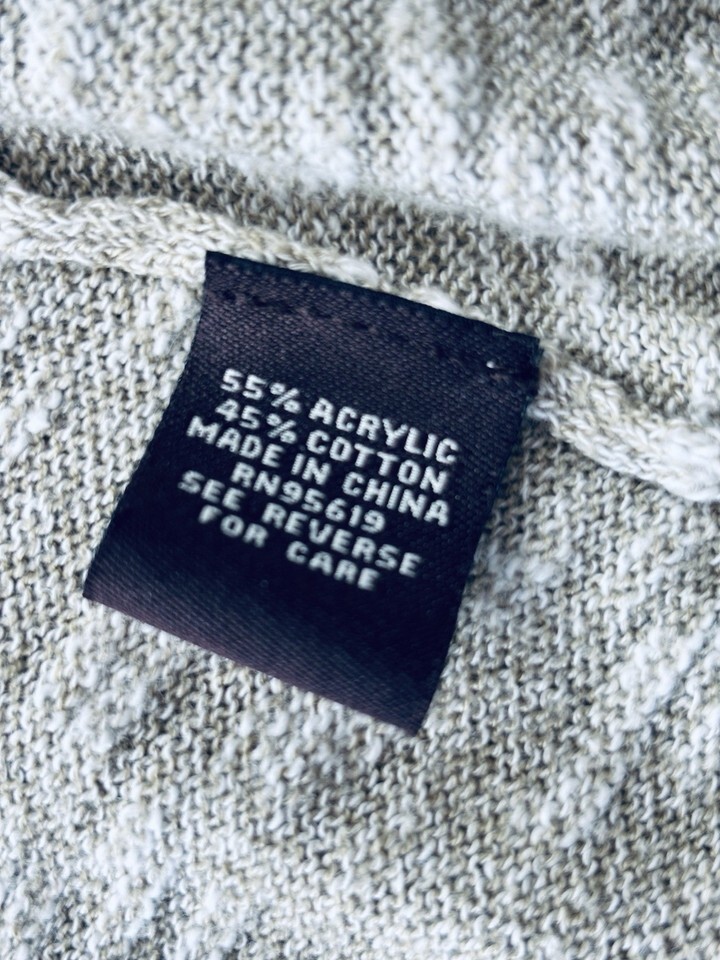 55% ACRYLIC
45% COTTON
MADE IN CHINA
RN95619
SEE REVERSE
FOR CARE